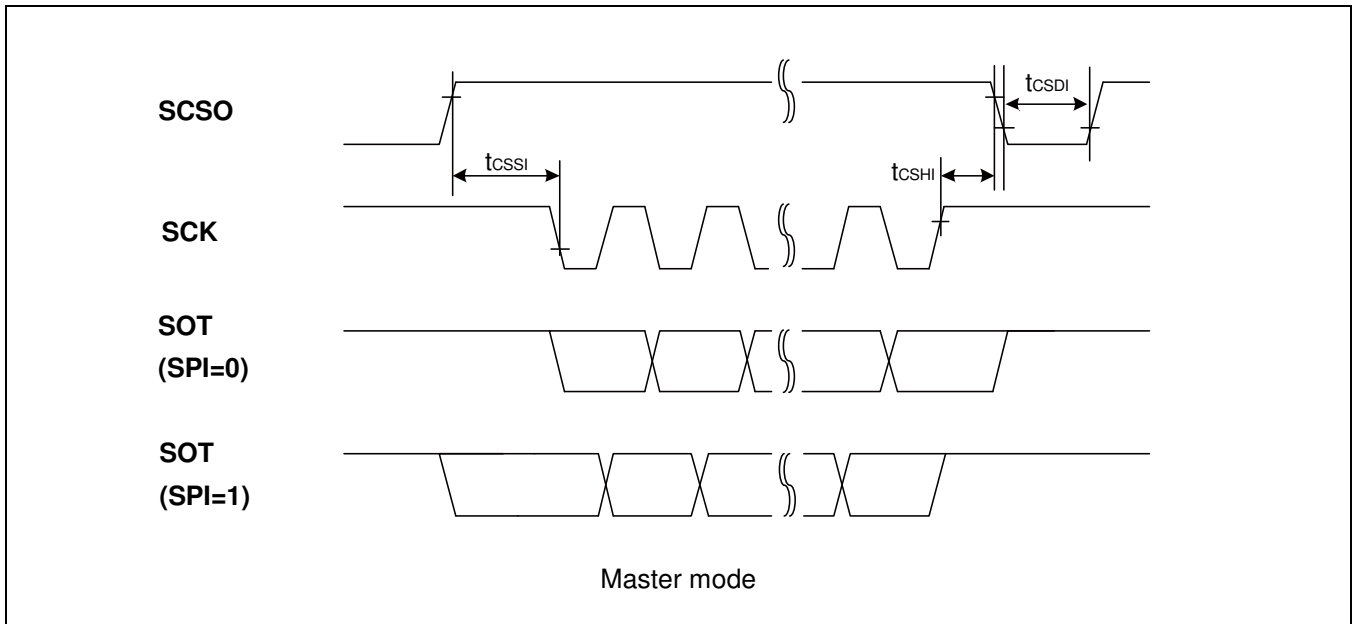 SCSO
tCSDI
tCSSI
tCSHI
SCK
SOT
(SPI=0)
SOT
(SPI=1)
Master mode